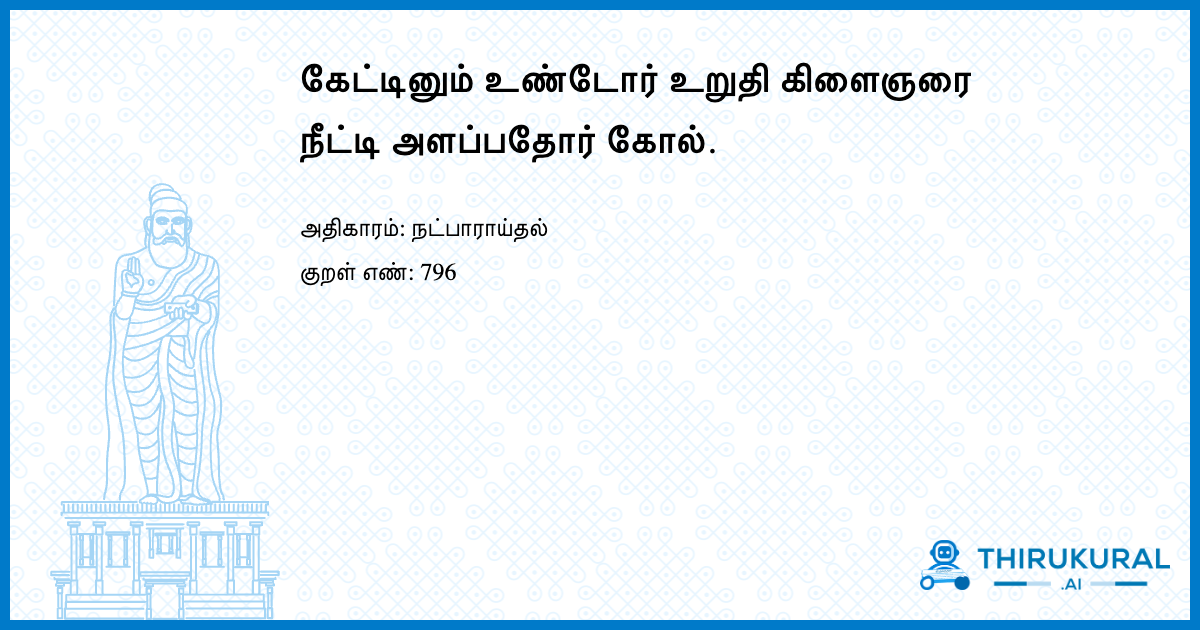 கேட்டினும் உண்டோர் உறுதி கிளைஞரை
நீட்டி அளப்பதோர் கோல்.
அதிகாரம்: நட்பாராய்தல்
குறள் எண்: 796
THIRUKURAL
.AI